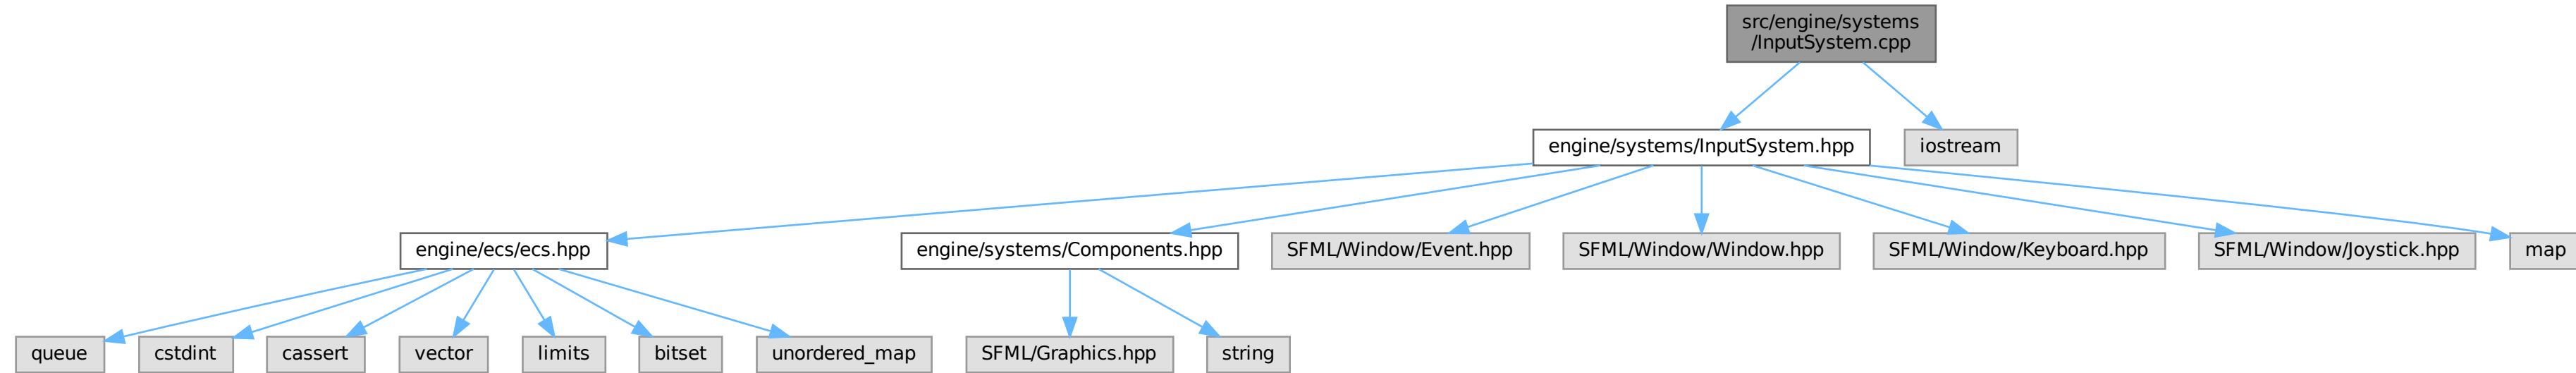 src/engine/systems
/InputSystem.cpp
engine/systems/InputSystem.hpp
iostream
engine/ecs/ecs.hpp
engine/systems/Components.hpp
SFML/Window/Event.hpp
SFML/Window/Window.hpp
SFML/Window/Keyboard.hpp
SFML/Window/Joystick.hpp
map
queue
cstdint
cassert
vector
limits
bitset
unordered_map
SFML/Graphics.hpp
string